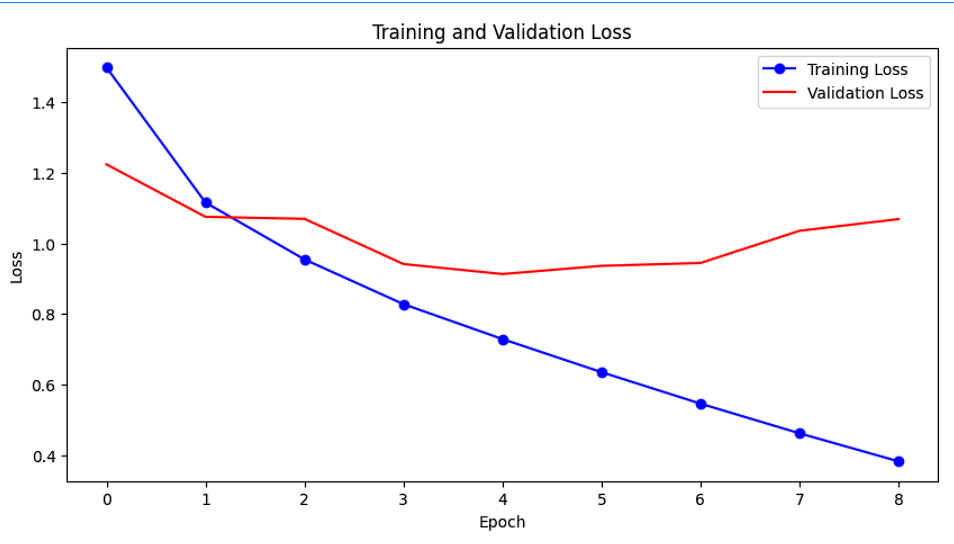 Training and Validation Loss
Training Loss
Validation Loss
1.4
1.2
1.0
0.8
0.6
0.4
Loss
0 1 2 3 4 5 6 7 8
Epoch